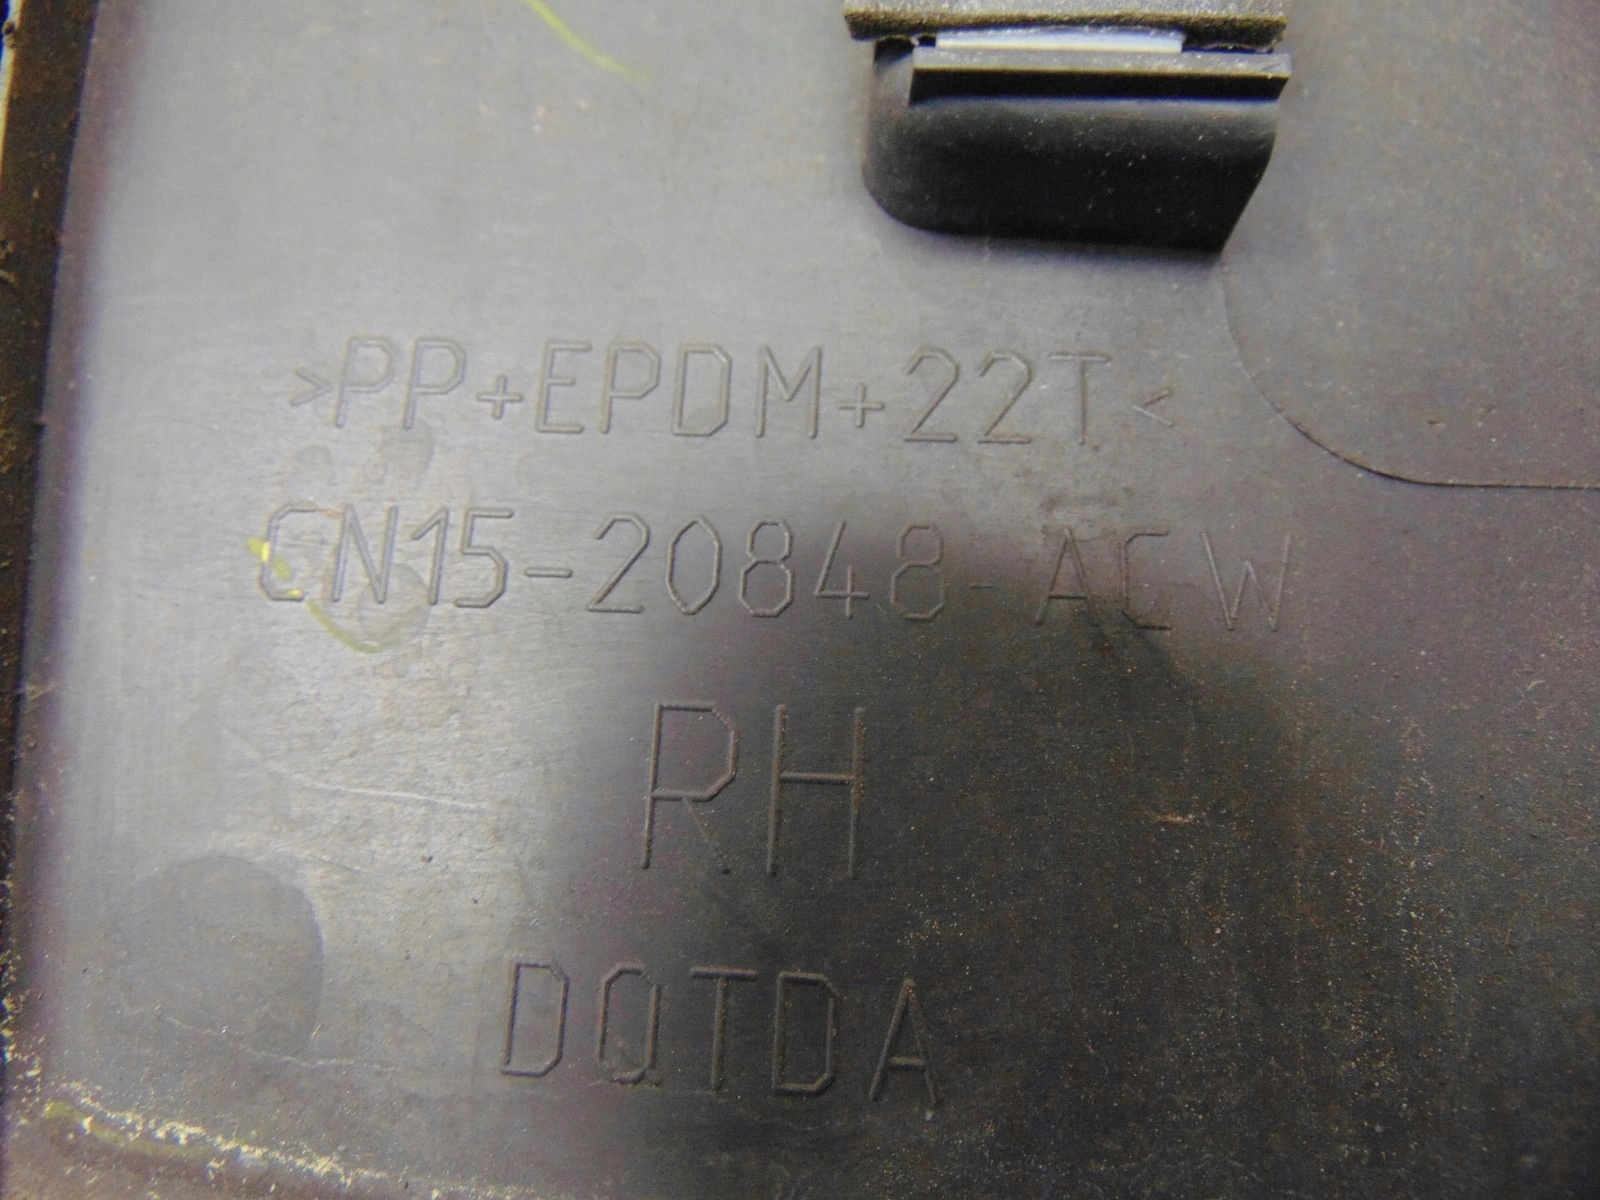 >PP+EPDM+22T<
CN15-20848-ACW
RH
DQTDA